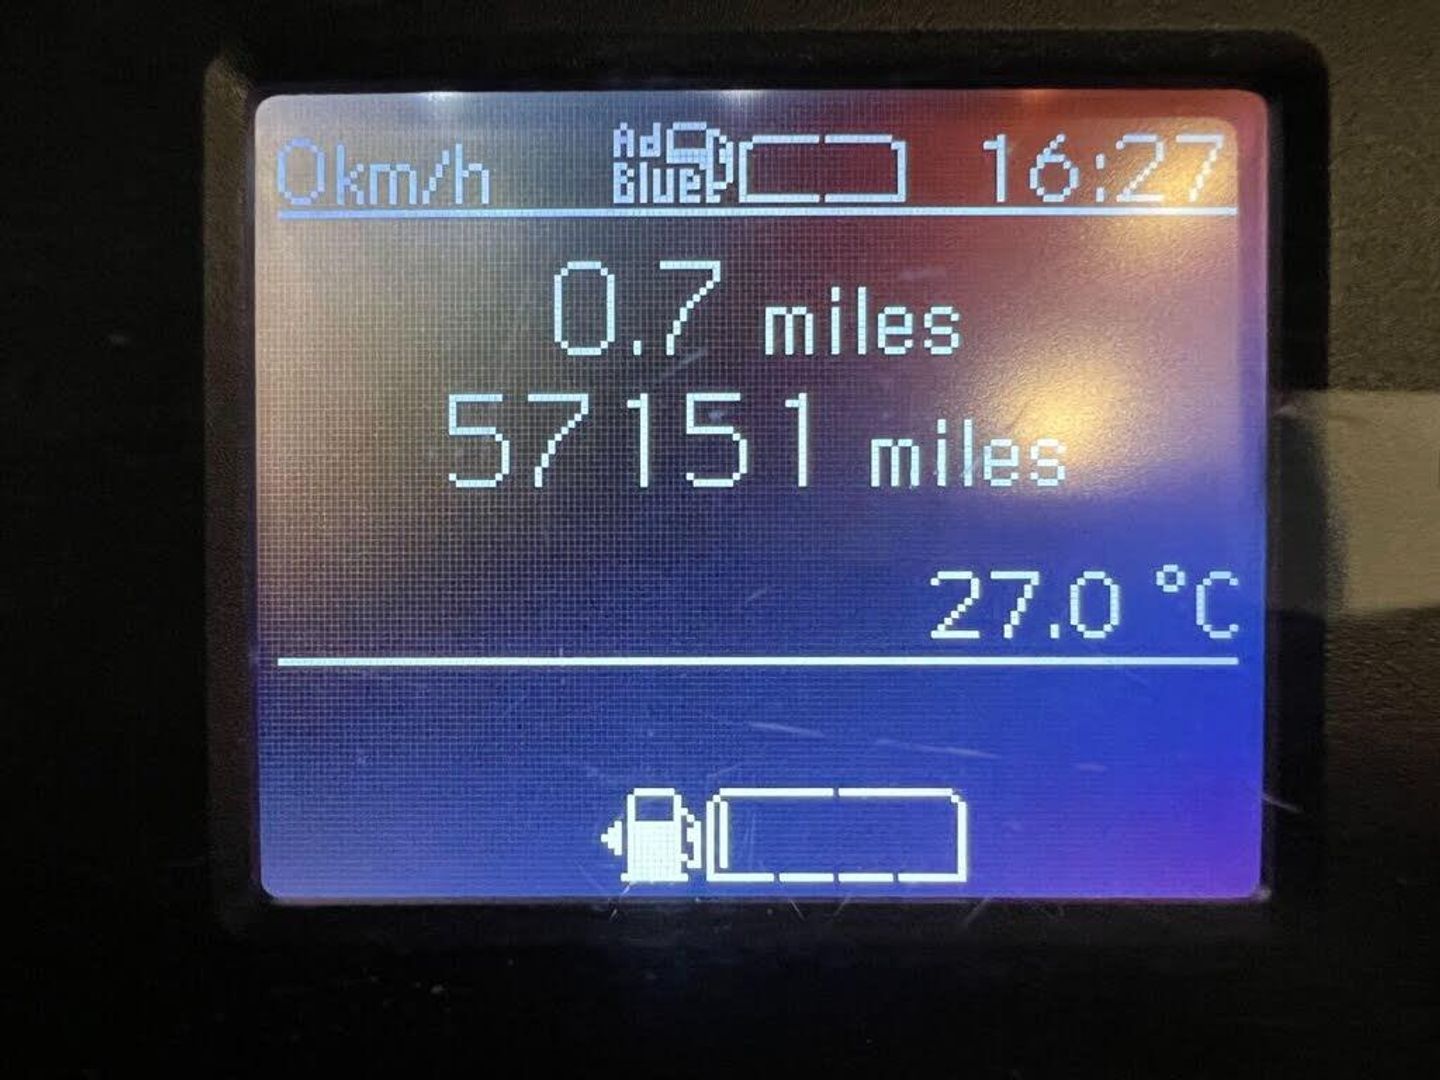 0km/h Ad Blue 16:27
0.7 miles
57151 miles
27.0 °C